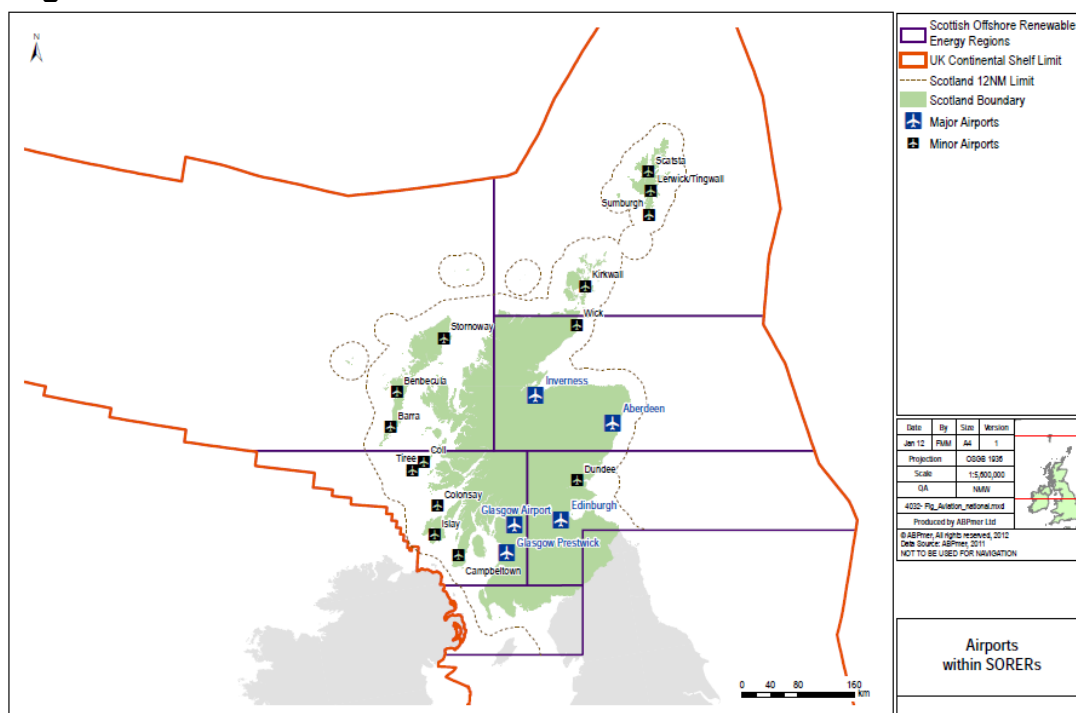 N
Scatsta
Lerwick/Tingwall
Sumburgh
Kirkwall
Wick
Stornoway
Inverness
Benbecula
Aberdeen
Barra
Coll
Tiree
Dundee
Colonsay
Glasgow Airport
Edinburgh
Islay
Glasgow Prestwick
Campbeltown
0 20 40 80 160
km
Scottish Offshore Renewable
Energy Regions
UK Continental Shelf Limit
Scotland 12NM Limit
Scotland Boundary
Major Airports
Minor Airports
Date By Size Version
Jan 12 FMM A4 1
Projection OSGB 1936
Scale 1:5,600,000
QA NMW
4032- Fig_Aviation_national.mxd
Produced by ABPmer Ltd
© ABPmer, All rights reserved, 2012
Data Source: ABPmer, 2011
NOT TO BE USED FOR NAVIGATION
Airports
within SORERs